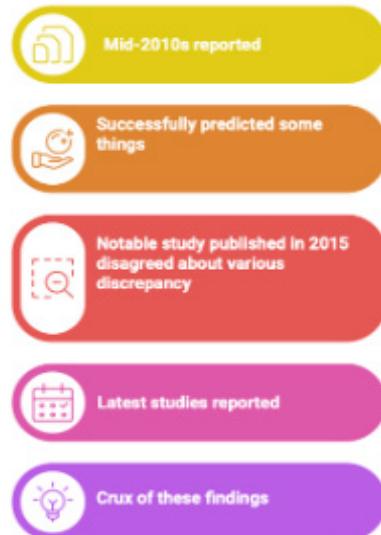 Mid-2010s reported
Successfully predicted some
things
Notable study published in 2015
disagreed about various
discrepancy
Latest studies reported
Crux of these findings